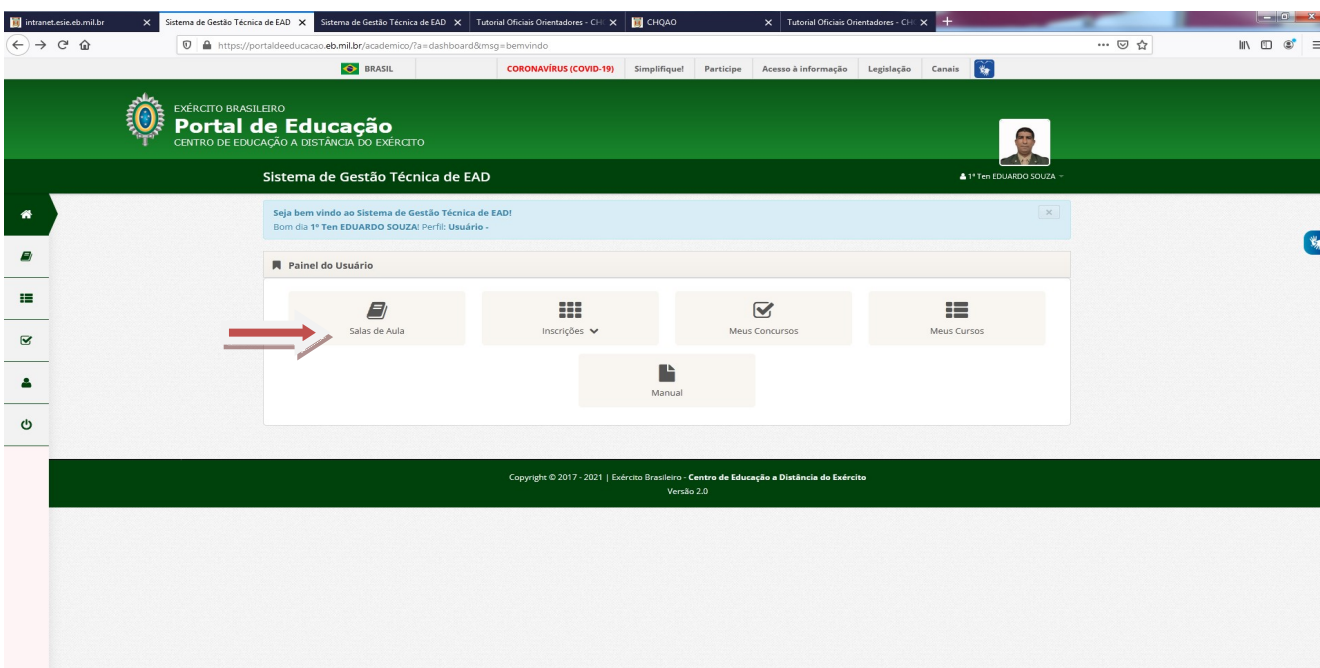 intranet.esie.eb.mil.br
Sistema de Gestão Técnica de EAD
Sistema de Gestão Técnica de EAD
Tutorial Oficiais Orientadores - CH
CHQAO
Tutorial Oficiais Orientadores - CH
https://portaldeeducacao.eb.mil.br/academico/?a=dashboard&msg=bemvindo
BRASIL
CORONAVÍRUS (COVID-19)
Simplifique!
Participe
Acesso à informação
Legislação
Canais
EXÉRCITO BRASILEIRO
Portal de Educação
CENTRO DE EDUCAÇÃO A DISTÂNCIA DO EXÉRCITO
Sistema de Gestão Técnica de EAD
1º Ten EDUARDO SOUZA
Seja bem vindo ao Sistema de Gestão Técnica de EAD!
Bom dia 1º Ten EDUARDO SOUZA! Perfil: Usuário -
Painel do Usuário
Salas de Aula
Inscrições
Meus Concursos
Meus Cursos
Manual
Copyright © 2017 - 2021 | Exército Brasileiro - Centro de Educação a Distância do Exército
Versão 2.0